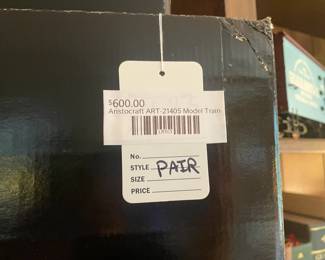 $600.00
Aristocraft ART-21405 Model Train
No.
STYLE PAIR
SIZE
PRICE